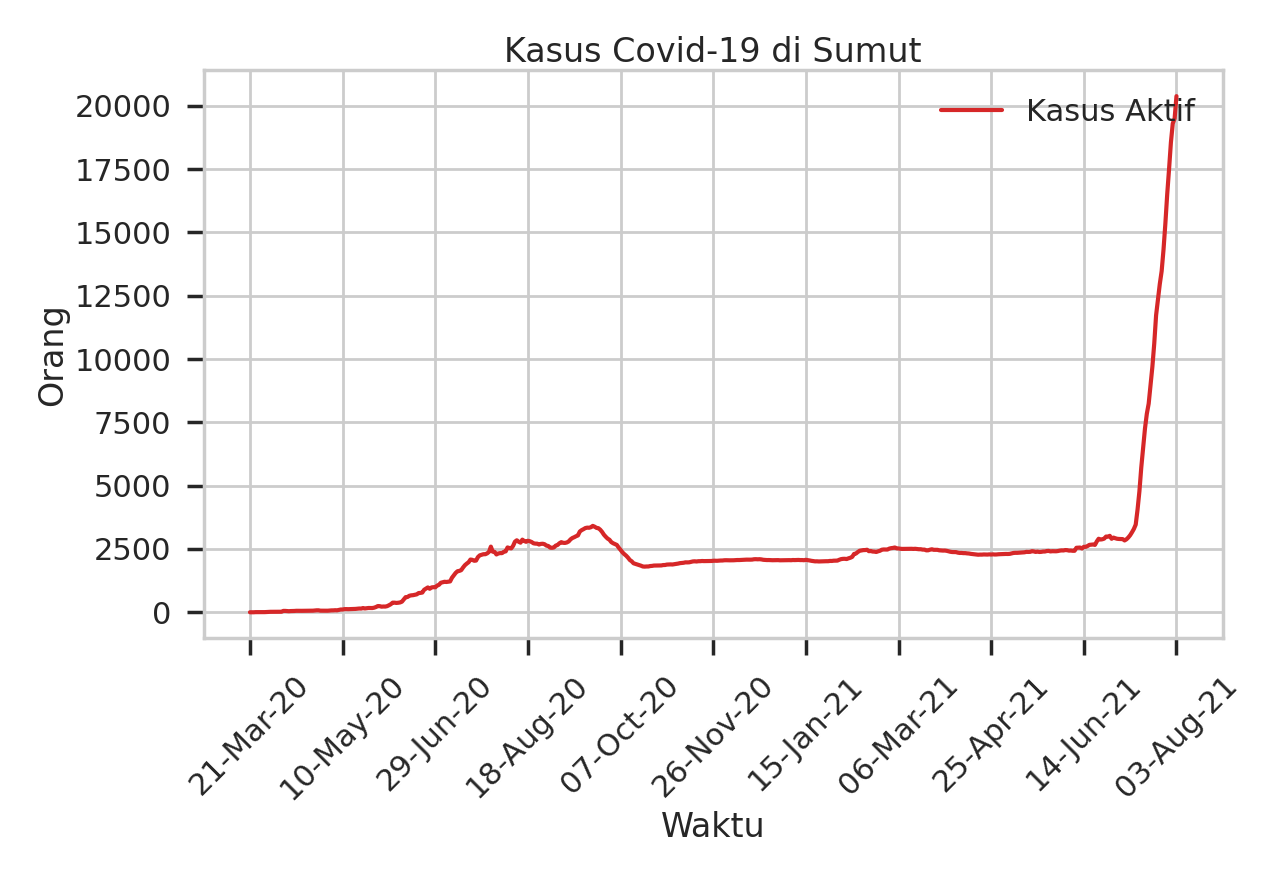 Kasus Covid-19 di Sumut
Kasus Aktif
Orang
20000
17500
15000
12500
10000
7500
5000
2500
0
21-Mar-20
10-May-20
29-Jun-20
18-Aug-20
07-Oct-20
26-Nov-20
15-Jan-21
06-Mar-21
25-Apr-21
14-Jun-21
03-Aug-21
Waktu